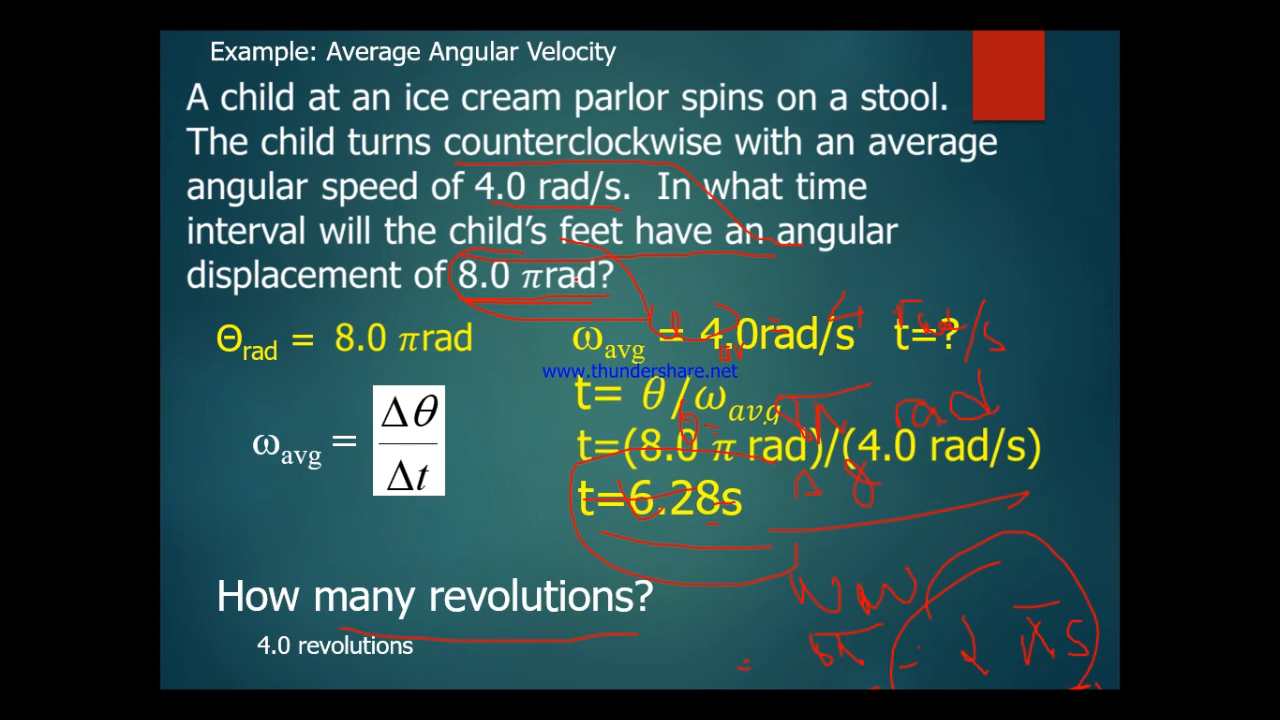 Example: Average Angular Velocity
A child at an ice cream parlor spins on a stool.
The child turns counterclockwise with an average
angular speed of 4.0 rad/s. In what time
interval will the child's feet have an angular
displacement of 8.0 𝜋rad?
Θrad = 8.0 𝜋rad
ωavg = 4.0rad/s t=?
www.thundershare.net
t= 𝜃/𝜔𝑎𝑣𝑔
t=(8.0 𝜋 rad)/(4.0 rad/s)
t=6.28s
ωavg = Δθ/Δt
rad
/s
8π
= 2 π s
How many revolutions?
4.0 revolutions